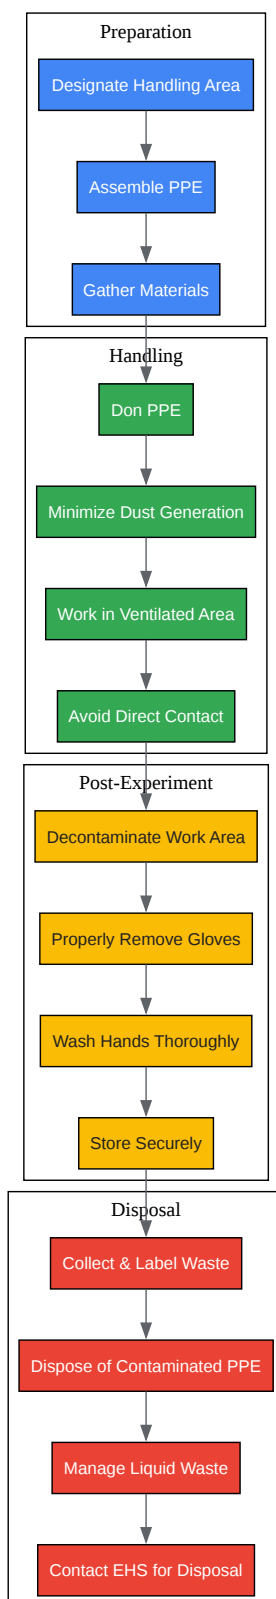 Preparation
Designate Handling Area
Assemble PPE
Gather Materials
Handling
Don PPE
Minimize Dust Generation
Work in Ventilated Area
Avoid Direct Contact
Post-Experiment
Decontaminate Work Area
Properly Remove Gloves
Wash Hands Thoroughly
Store Securely
Disposal
Collect & Label Waste
Dispose of Contaminated PPE
Manage Liquid Waste
Contact EHS for Disposal